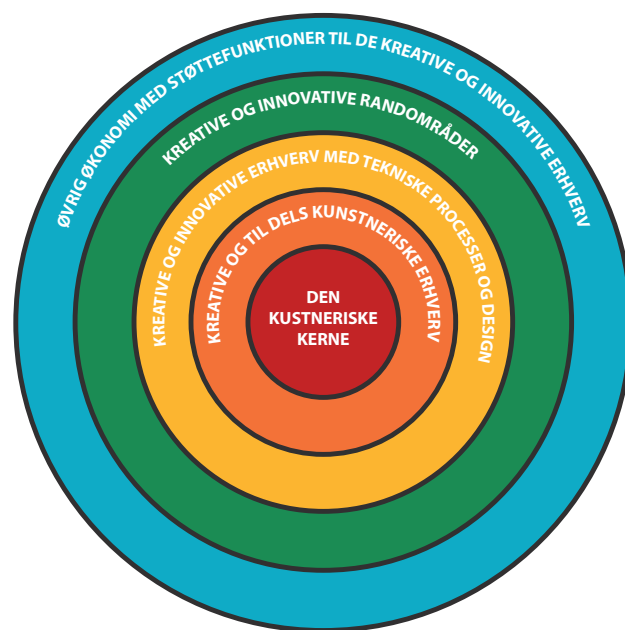 ØVRIG ØKONOMI MED STØTTEFUNKTIONER TIL DE KREATIVE OG INNOVATIVE ERHVERV
KREATIVE OG INNOVATIVE RANDOMRÅDER
KREATIVE OG INNOVATIVE ERHVERV MED TEKNISKE PROCESSER OG DESIGN
KREATIVE OG TIL DELS KUNSTNERISKE ERHVERV
DEN
KUSTNERISKE
KERNE